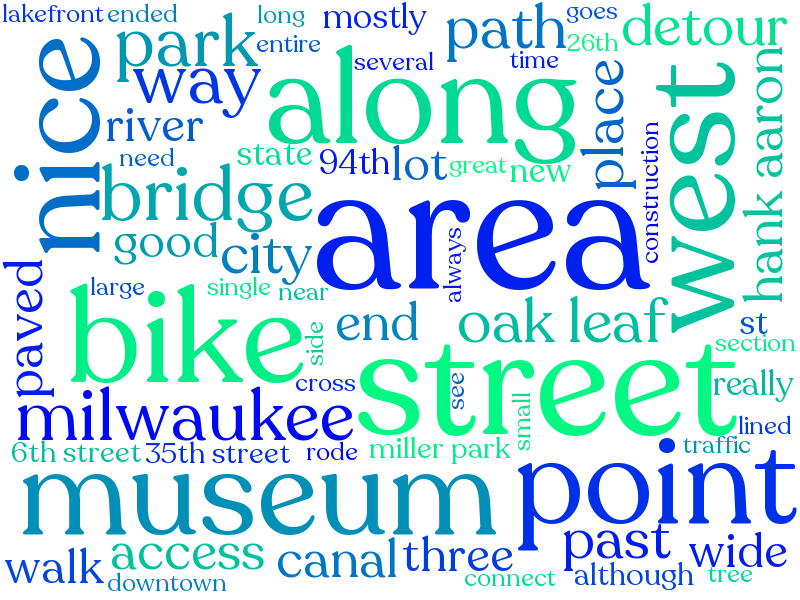 lakefront
ended
long
mostly
goes
park
entire
path
26th
detour
nice
way
several
time
along
west
river
place
hank aaron
need
state
94th
lot
great
new
construction
bridge
good
city
area
always
paved
large
single
near
bike
side
end
oak leaf
st
street
section
cross
see
small
really
milwaukee
lined
6th street
35th street
rode
miller park
traffic
museum
point
walk
access
canal
three
past
wide
downtown
connect
although
tree